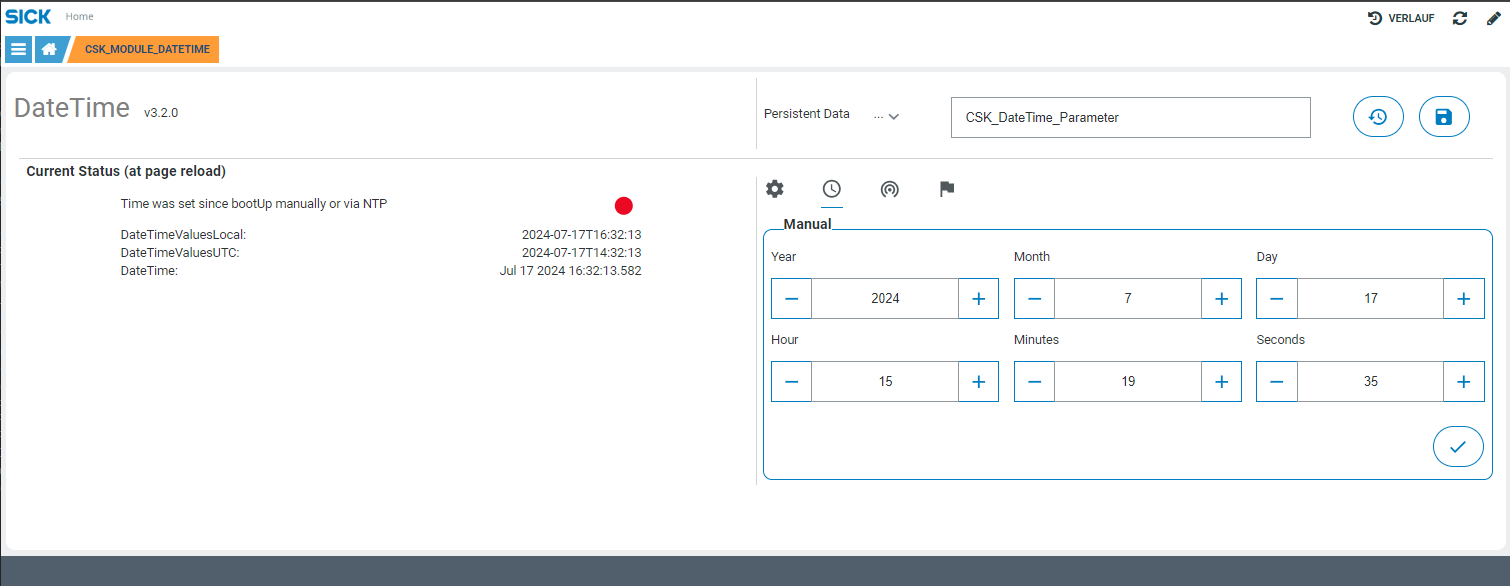 SICK Home
VERLAUF
CSK_MODULE_DATETIME
DateTime v3.2.0
Persistent Data ... CSK_DateTime_Parameter
Current Status (at page reload)
Time was set since bootUp manually or via NTP
DateTimeValuesLocal: 2024-07-17T16:32:13
DateTimeValuesUTC: 2024-07-17T14:32:13
DateTime: Jul 17 2024 16:32:13.582
Manual
Year Month Day
2024 7 17
Hour Minutes Seconds
15 19 35